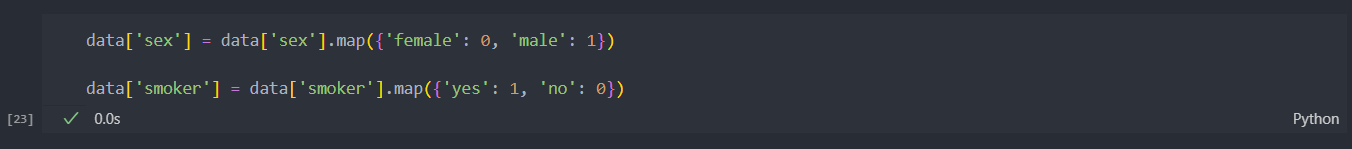 data['sex'] = data['sex'].map({'female': 0, 'male': 1})
data['smoker'] = data['smoker'].map({'yes': 1, 'no': 0})
[23] 0.0s Python